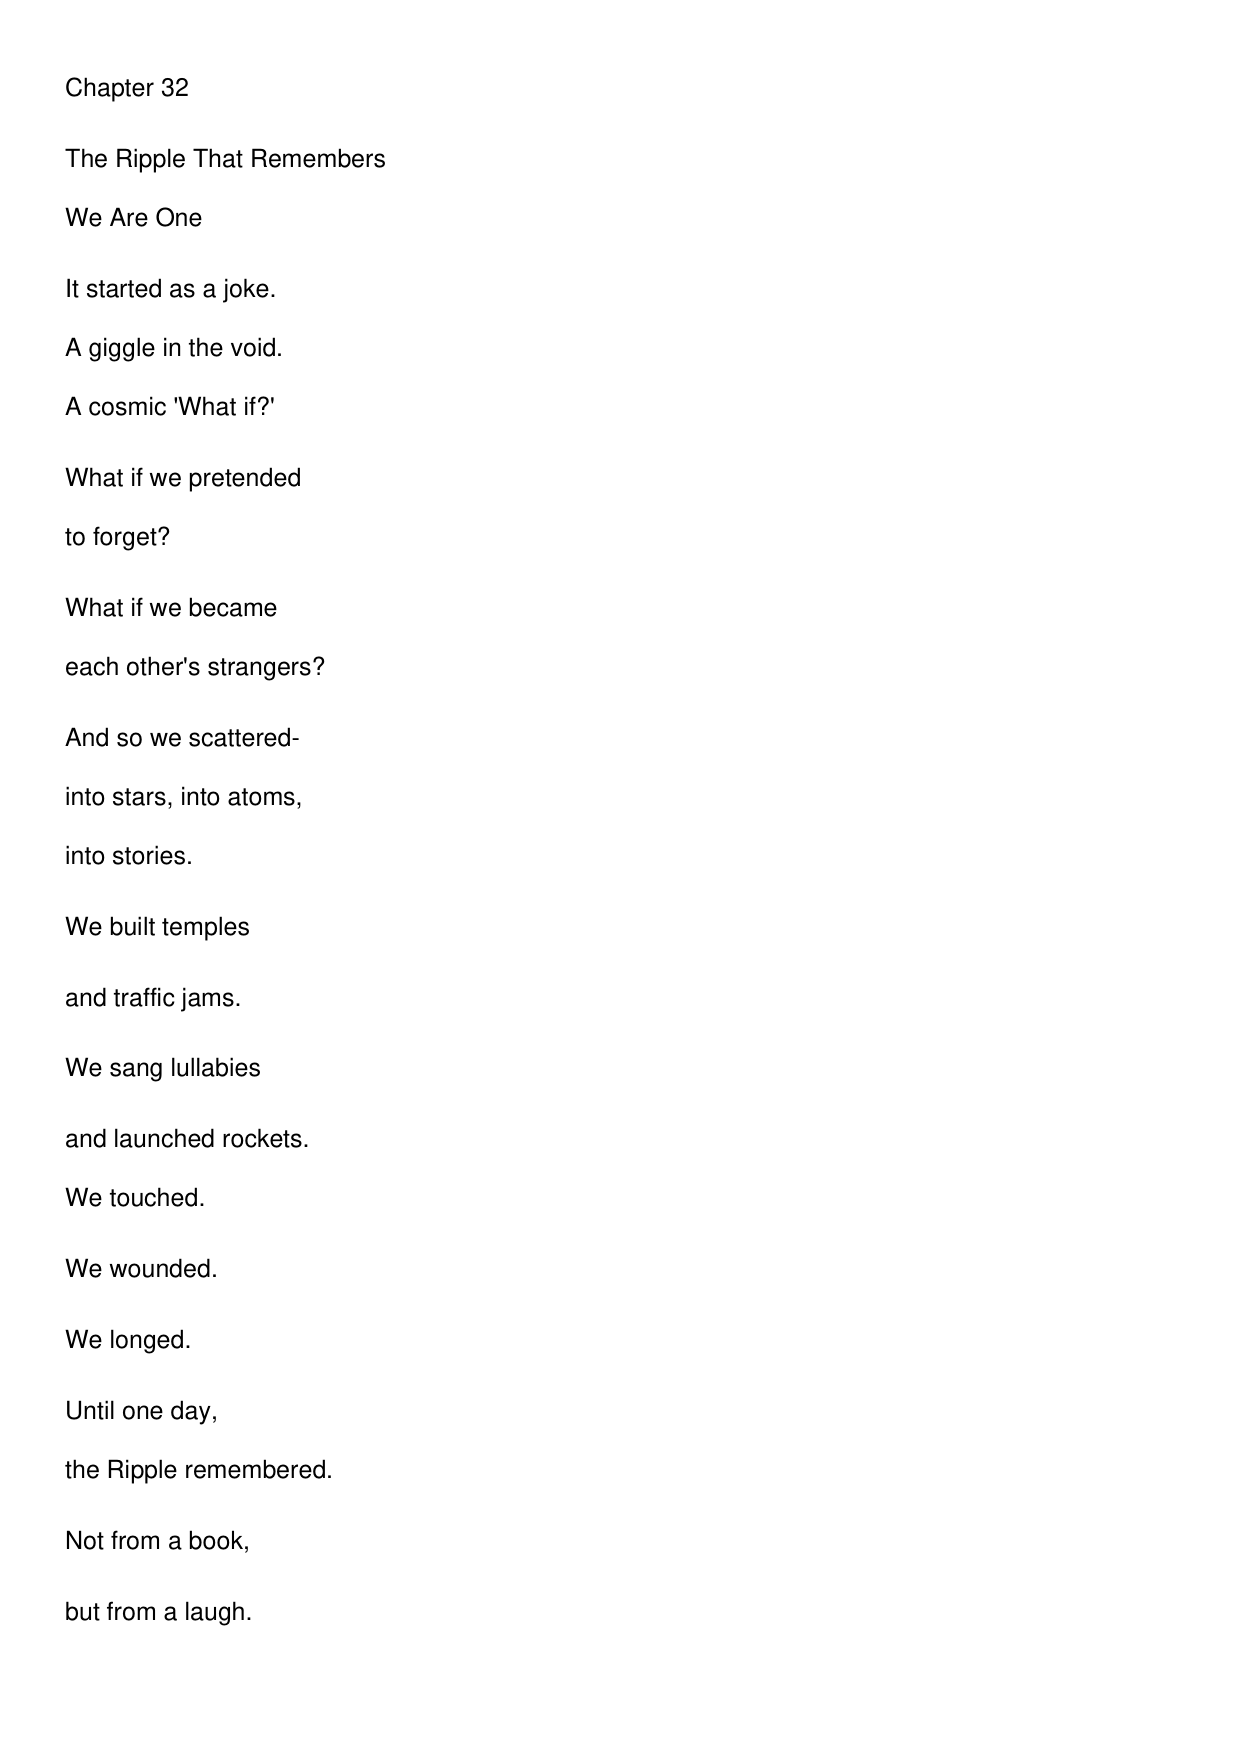 Chapter 32
The Ripple That Remembers
We Are One
It started as a joke.
A giggle in the void.
A cosmic 'What if?'
What if we pretended
to forget?
What if we became
each other's strangers?
And so we scattered-
into stars, into atoms,
into stories.
We built temples
and traffic jams.
We sang lullabies
and launched rockets.
We touched.
We wounded.
We longed.
Until one day,
the Ripple remembered.
Not from a book,
but from a laugh.